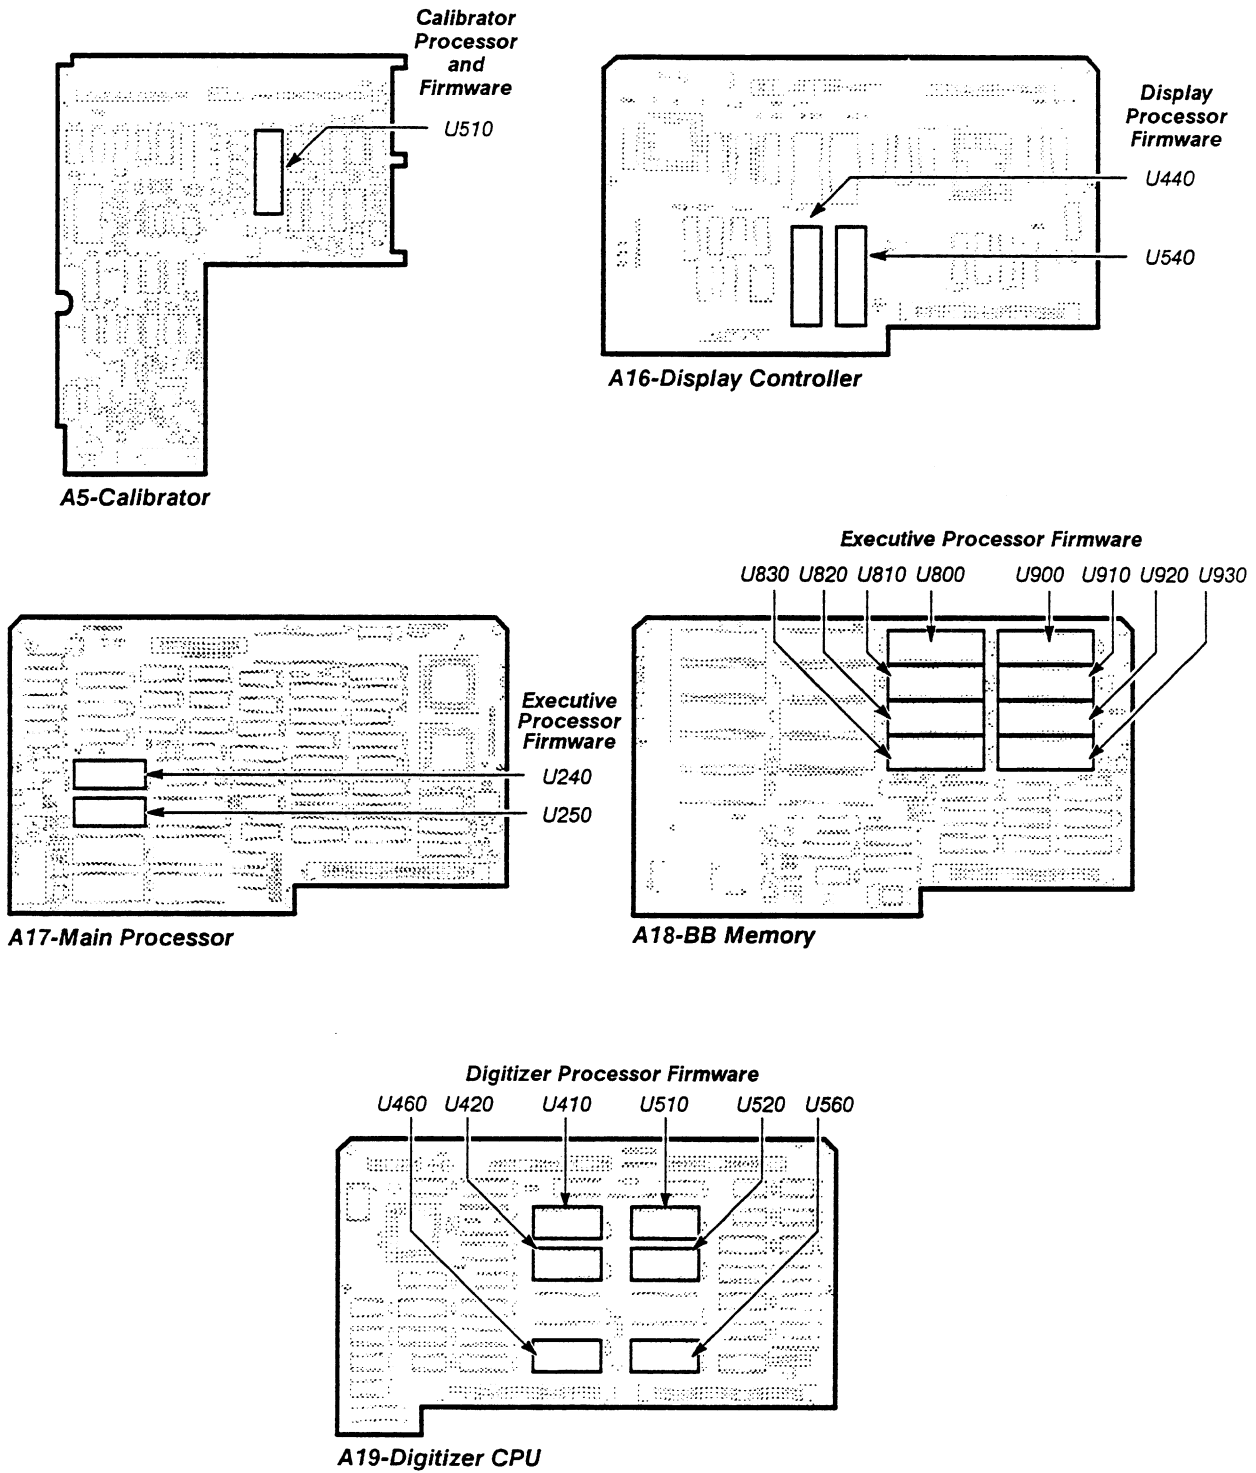 Calibrator
Processor
and
Firmware
U510
A5-Calibrator
Display
Processor
Firmware
U440
U540
A16-Display Controller
Executive
Processor
Firmware
U240
U250
A17-Main Processor
Executive Processor Firmware
U830 U820 U810 U800 U900 U910 U920 U930
A18-BB Memory
Digitizer Processor Firmware
U460 U420 U410 U510 U520 U560
A19-Digitizer CPU